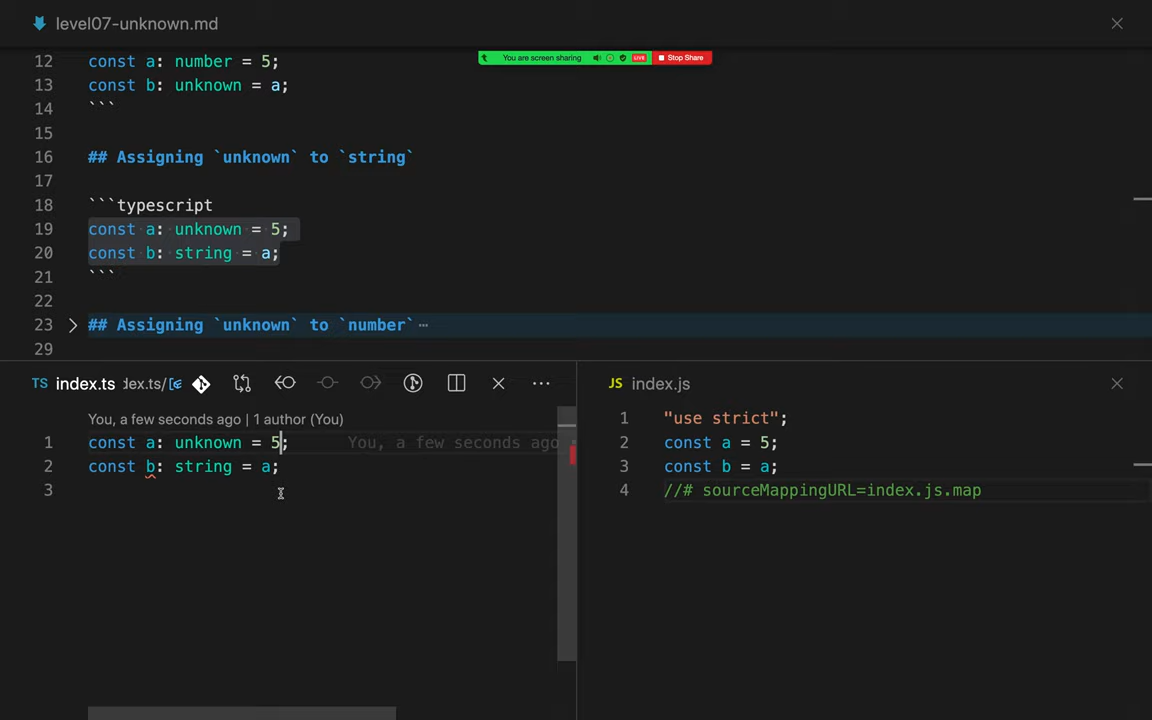 level07-unknown.md
You are screen sharing LIVE Stop Share
12 const a: number = 5;
13 const b: unknown = a;
14 ```
15
16 ## Assigning `unknown` to `string`
17
18 ```typescript
19 const a: unknown = 5;
20 const b: string = a;
21 ```
22
23 ## Assigning `unknown` to `number` ⋯
29
TS index.ts
JS index.js
You, a few seconds ago | 1 author (You)
1 const a: unknown = 5; You, a few seconds ago
2 const b: string = a;
3
1 "use strict";
2 const a = 5;
3 const b = a;
4 //# sourceMappingURL=index.js.map